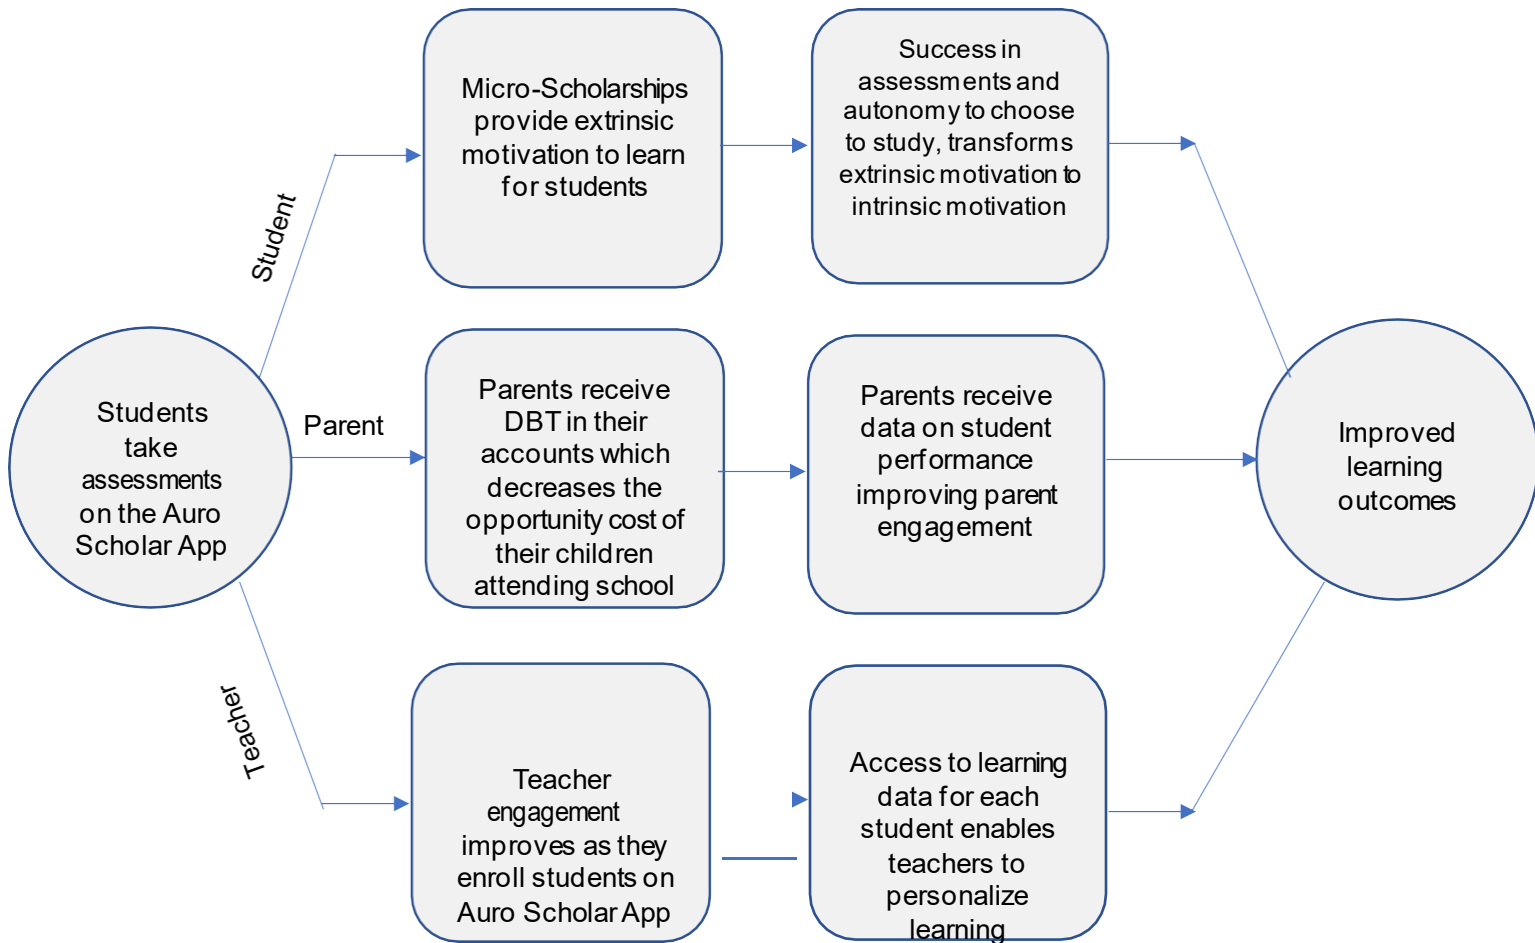 Students
take
assessments
on the Auro
Scholar App
Student
Micro-Scholarships
provide extrinsic
motivation to learn
for students
Success in
assessments and
autonomy to choose
to study, transforms
extrinsic motivation to
intrinsic motivation
Parent
Parents receive
DBT in their
accounts which
decreases the
opportunity cost of
their children
attending school
Parents receive
data on student
performance
improving parent
engagement
Teacher
Teacher
engagement
improves as they
enroll students on
Auro Scholar App
Access to learning
data for each
student enables
teachers to
personalize
learning
Improved
learning
outcomes